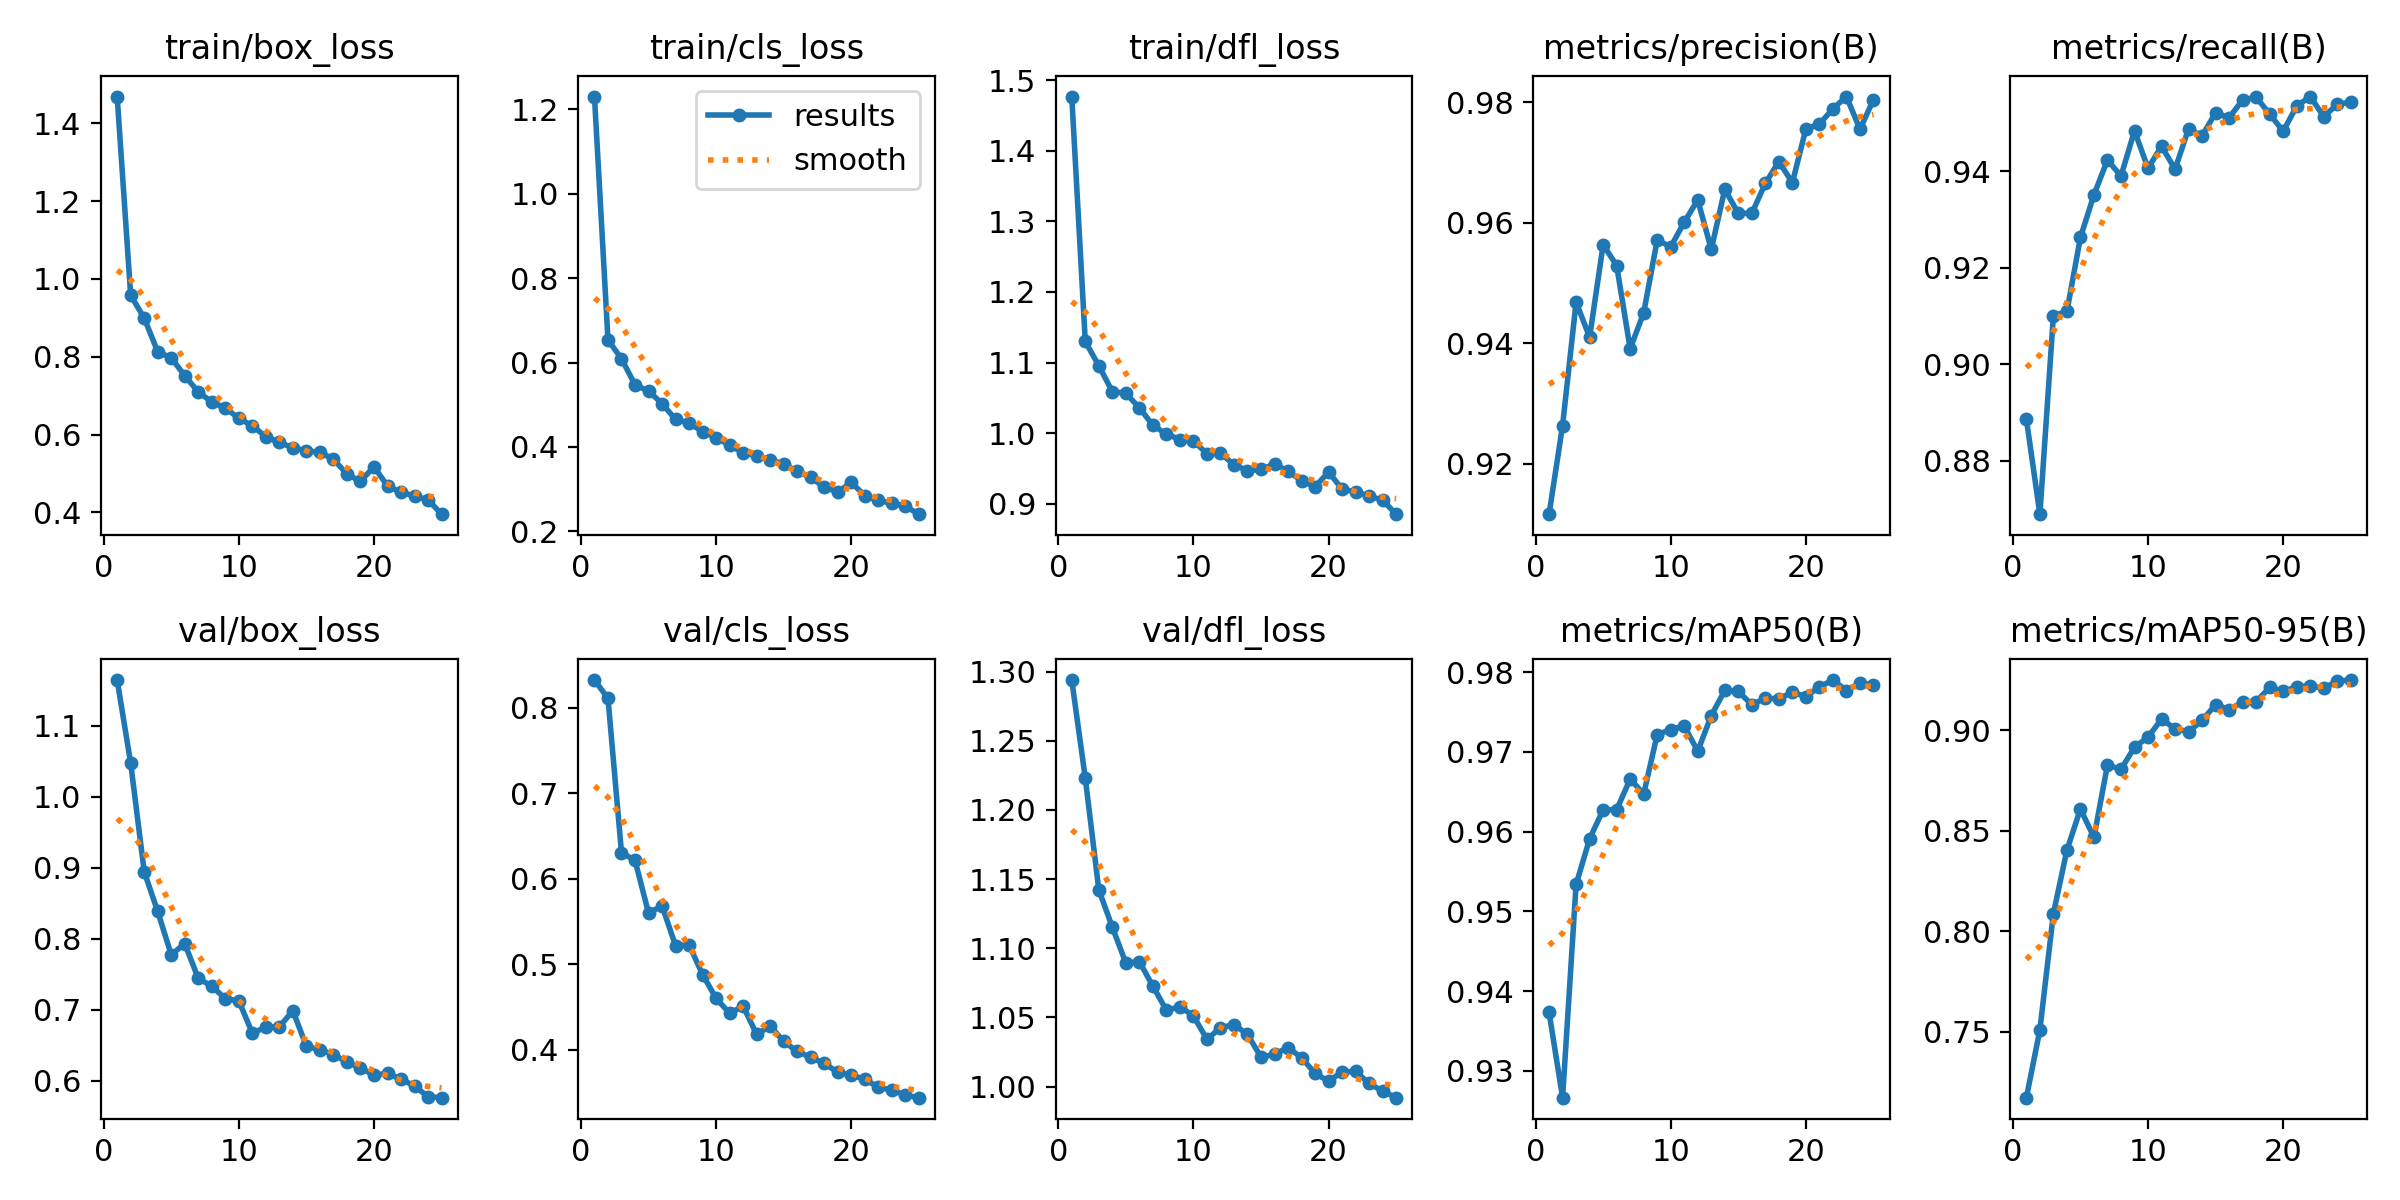 train/box_loss
1.4
1.2
1.0
0.8
0.6
0.4
0 10 20
train/cls_loss
results
smooth
1.2
1.0
0.8
0.6
0.4
0.2
0 10 20
train/dfl_loss
1.5
1.4
1.3
1.2
1.1
1.0
0.9
0 10 20
metrics/precision(B)
0.98
0.96
0.94
0.92
0 10 20
metrics/recall(B)
0.94
0.92
0.90
0.88
0 10 20
val/box_loss
1.1
1.0
0.9
0.8
0.7
0.6
0 10 20
val/cls_loss
0.8
0.7
0.6
0.5
0.4
0 10 20
val/dfl_loss
1.30
1.25
1.20
1.15
1.10
1.05
1.00
0 10 20
metrics/mAP50(B)
0.98
0.97
0.96
0.95
0.94
0.93
0 10 20
metrics/mAP50-95(B)
0.90
0.85
0.80
0.75
0 10 20